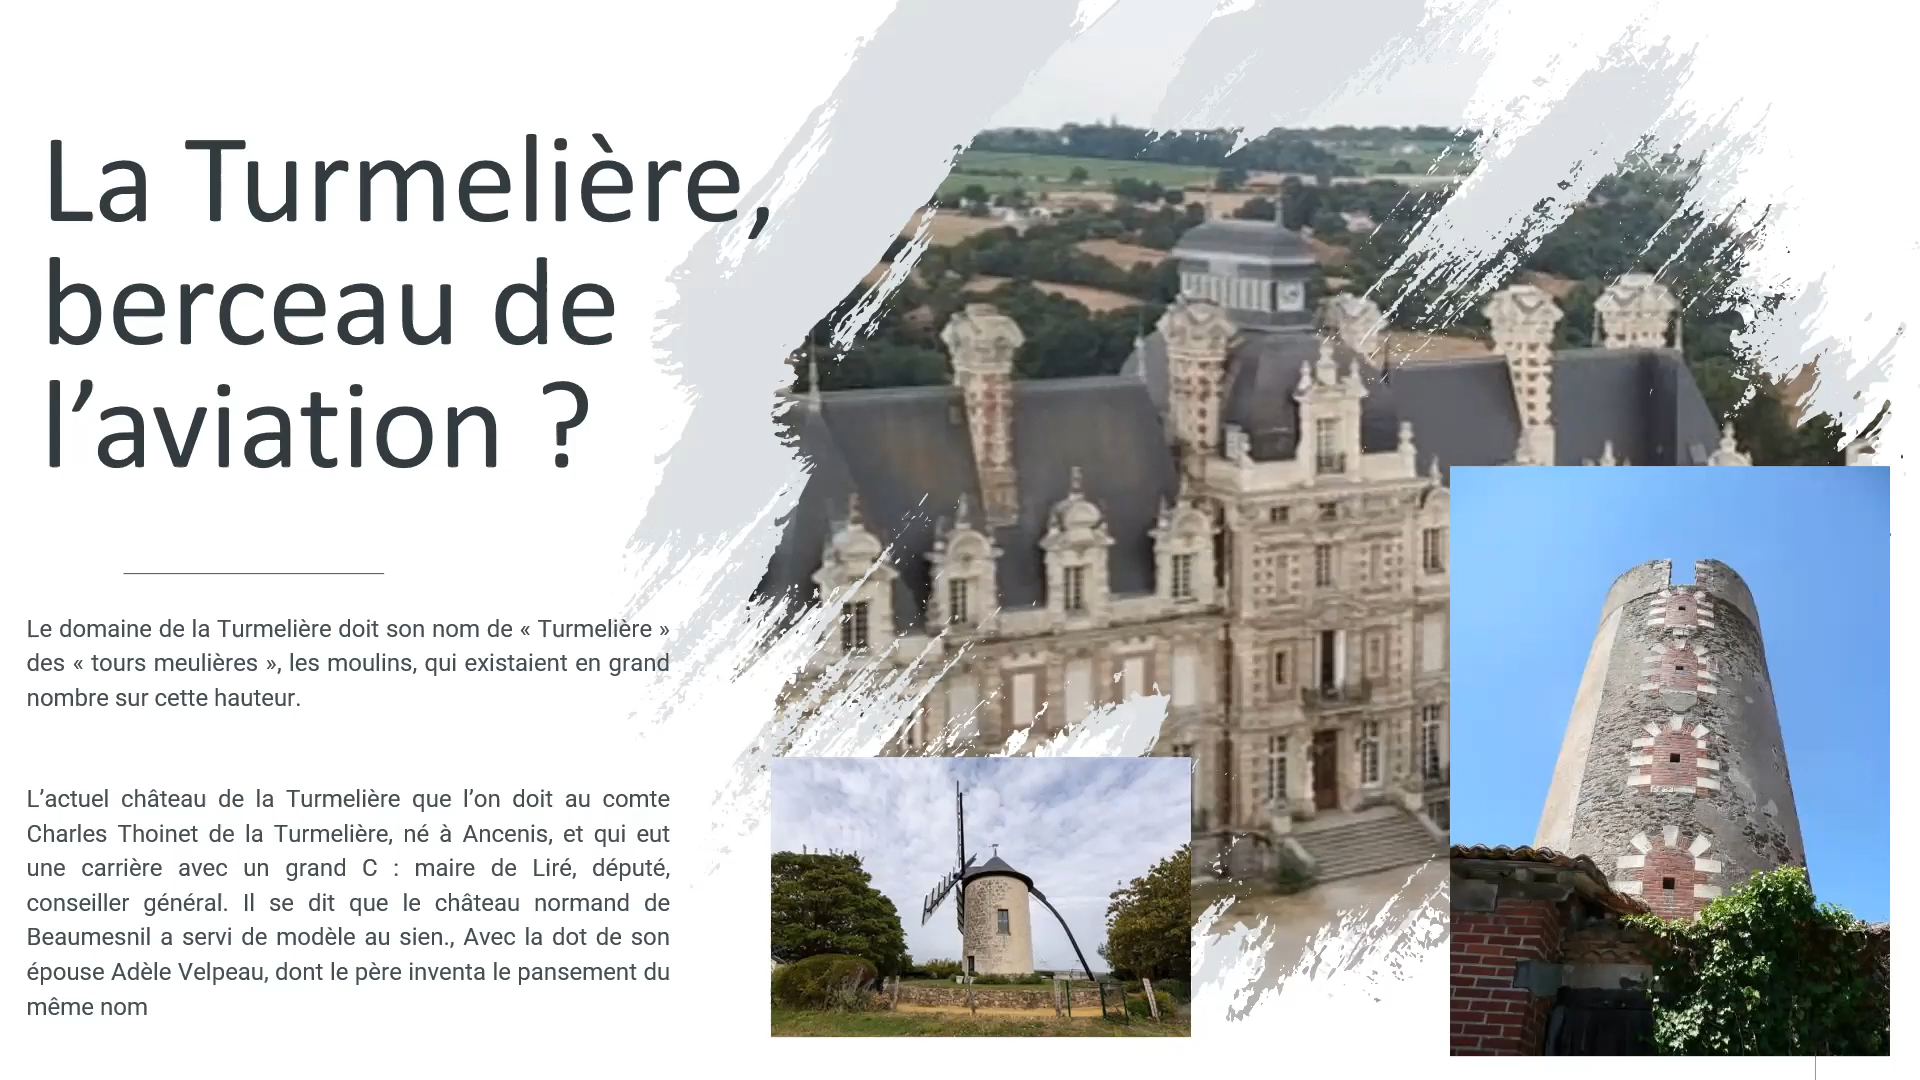 La Turmelière,
berceau de
l’aviation ?
Le domaine de la Turmelière doit son nom de « Turmelière »
des « tours meulières », les moulins, qui existaient en grand
nombre sur cette hauteur.
L’actuel château de la Turmelière que l’on doit au comte
Charles Thoinet de la Turmelière, né à Ancenis, et qui eut
une carrière avec un grand C : maire de Liré, député,
conseiller général. Il se dit que le château normand de
Beaumesnil a servi de modèle au sien., Avec la dot de son
épouse Adèle Velpeau, dont le père inventa le pansement du
même nom